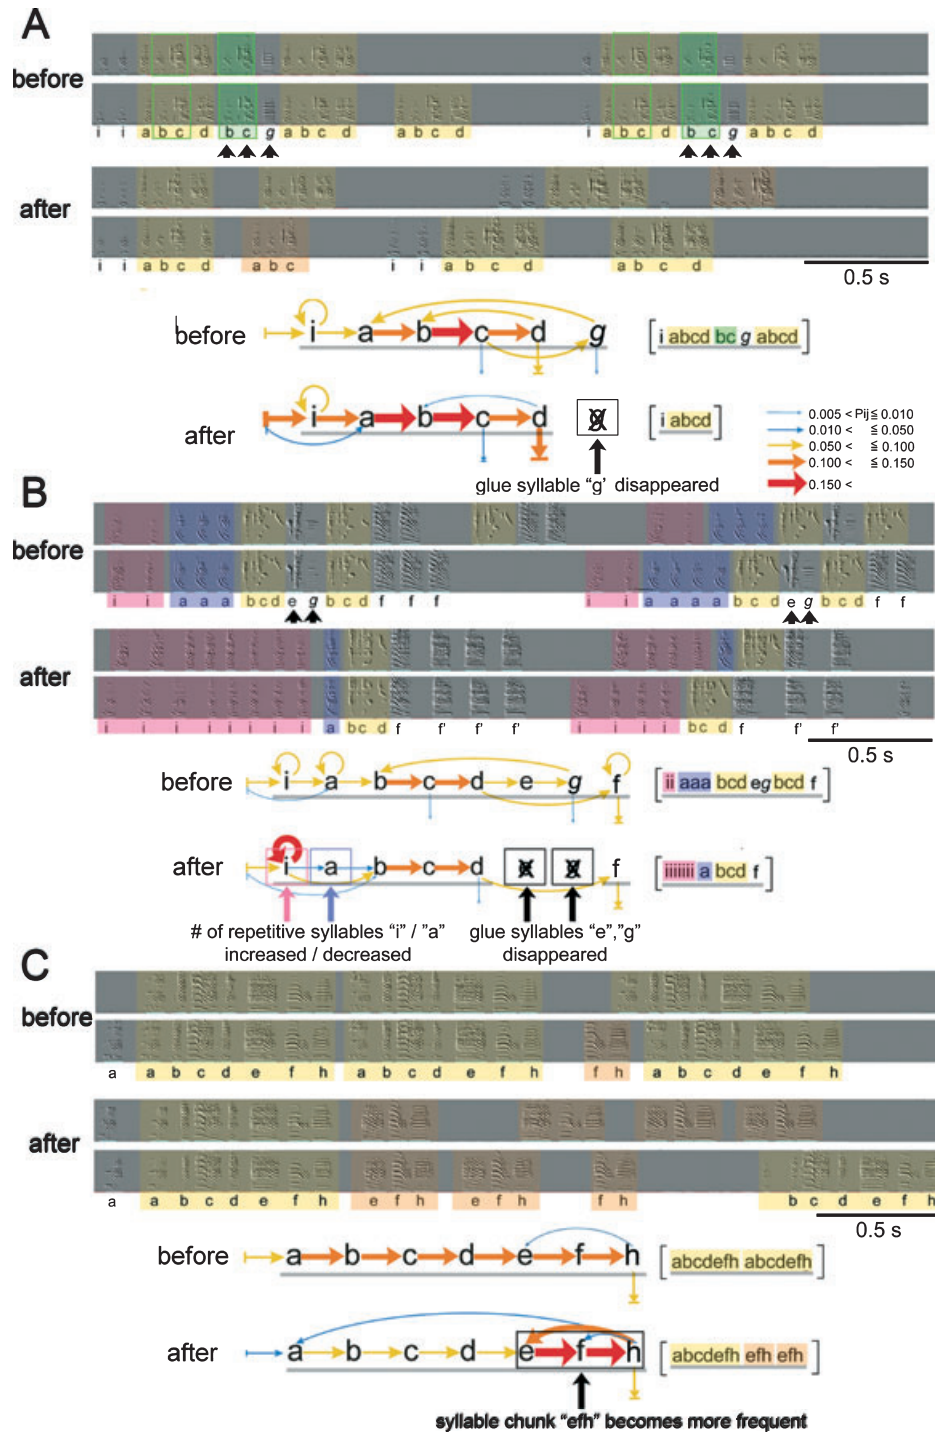 A
before
i i a b c d b c g a b c d a b c d i a b c d b c g a b c d
after
i i a b c d a b c i i a b c d a b c d
0.5 s
before i a b c d g [i abcd bc g abcd]
after i a b c d g [i abcd]
glue syllable "g' disappeared
0.005 < Pij ≦ 0.010
0.010 < ≦ 0.050
0.050 < ≦ 0.100
0.100 < ≦ 0.150
0.150 <
B
before
i i a a a b c d e g b c d f f f i i a a a a b c d e g b c d f f
after
i i i i i i i i a b c d f f' f' f' i i i i b c d f f' f'
0.5 s
before i a b c d e g f [ii aaa bcd eg bcd f]
after i a b c d e g f [iiiiiii a bcd f]
# of repetitive syllables "i" / "a"
increased / decreased
glue syllables "e","g"
disappeared
C
before
a a b c d e f h a b c d e f h f h a b c d e f h
after
a a b c d e f h e f h e f h f h b c d e f h
0.5 s
before a b c d e f h [abcdefh abcdefh]
after a b c d e f h [abcdefh efh efh]
syllable chunk "efh" becomes more frequent